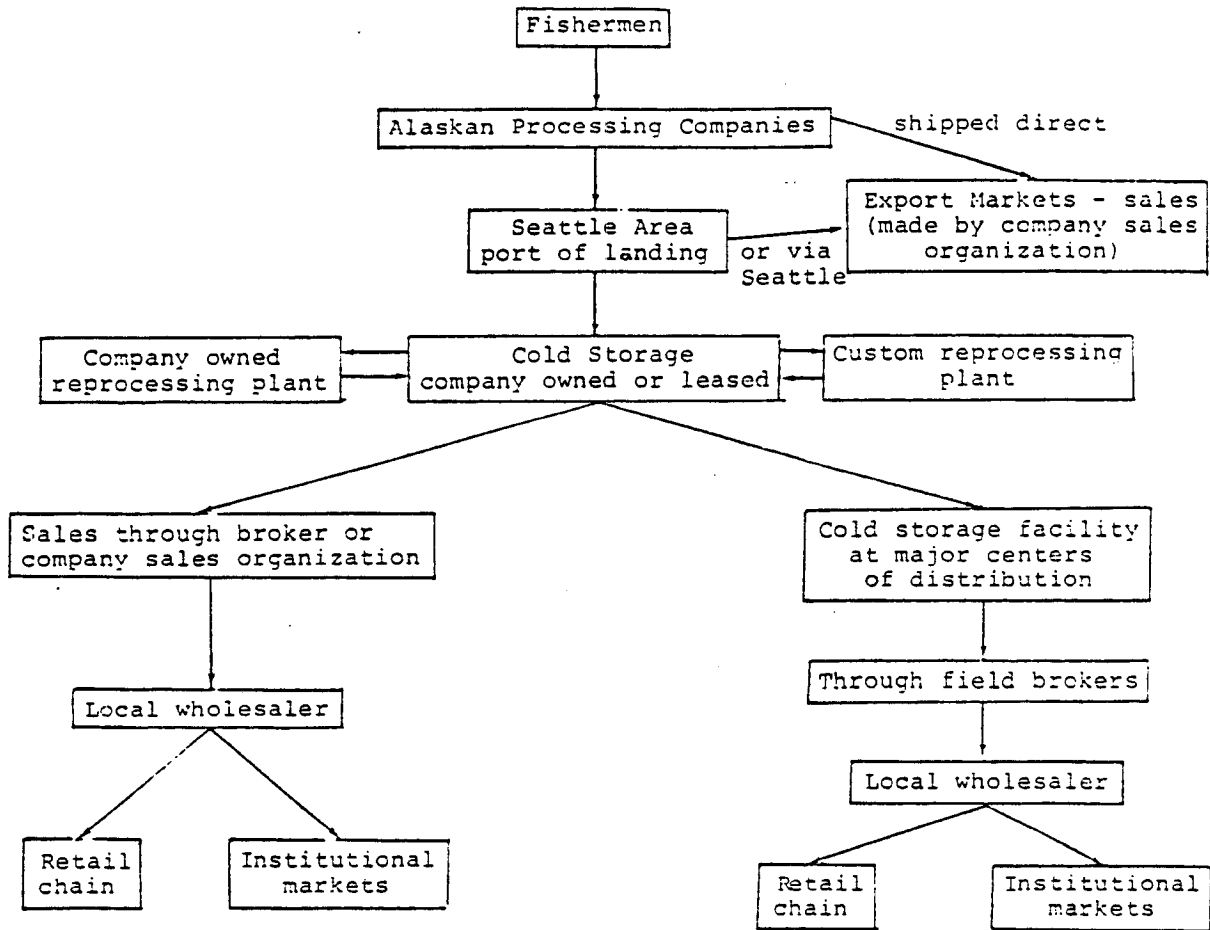 Fishermen
Alaskan Processing Companies
shipped direct
Export Markets - sales
(made by company sales
organization)
Seattle Area
port of landing
or via
Seattle
Company owned
reprocessing plant
Cold Storage
company owned or leased
Custom reprocessing
plant
Sales through broker or
company sales organization
Cold storage facility
at major centers
of distribution
Local wholesaler
Through field brokers
Local wholesaler
Retail
chain
Institutional
markets
Retail
chain
Institutional
markets